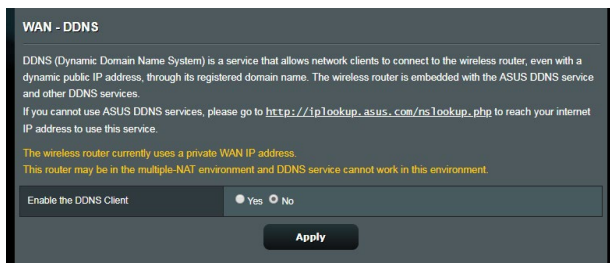 WAN - DDNS
DDNS (Dynamic Domain Name System) is a service that allows network clients to connect to the wireless router, even with a
dynamic public IP address, through its registered domain name. The wireless router is embedded with the ASUS DDNS service
and other DDNS services.
If you cannot use ASUS DDNS services, please go to http://iplookup.asus.com/nslookup.php to reach your internet
IP address to use this service.
The wireless router currently uses a private WAN IP address.
This router may be in the multiple-NAT environment and DDNS service cannot work in this environment.
Enable the DDNS Client Yes No
Apply